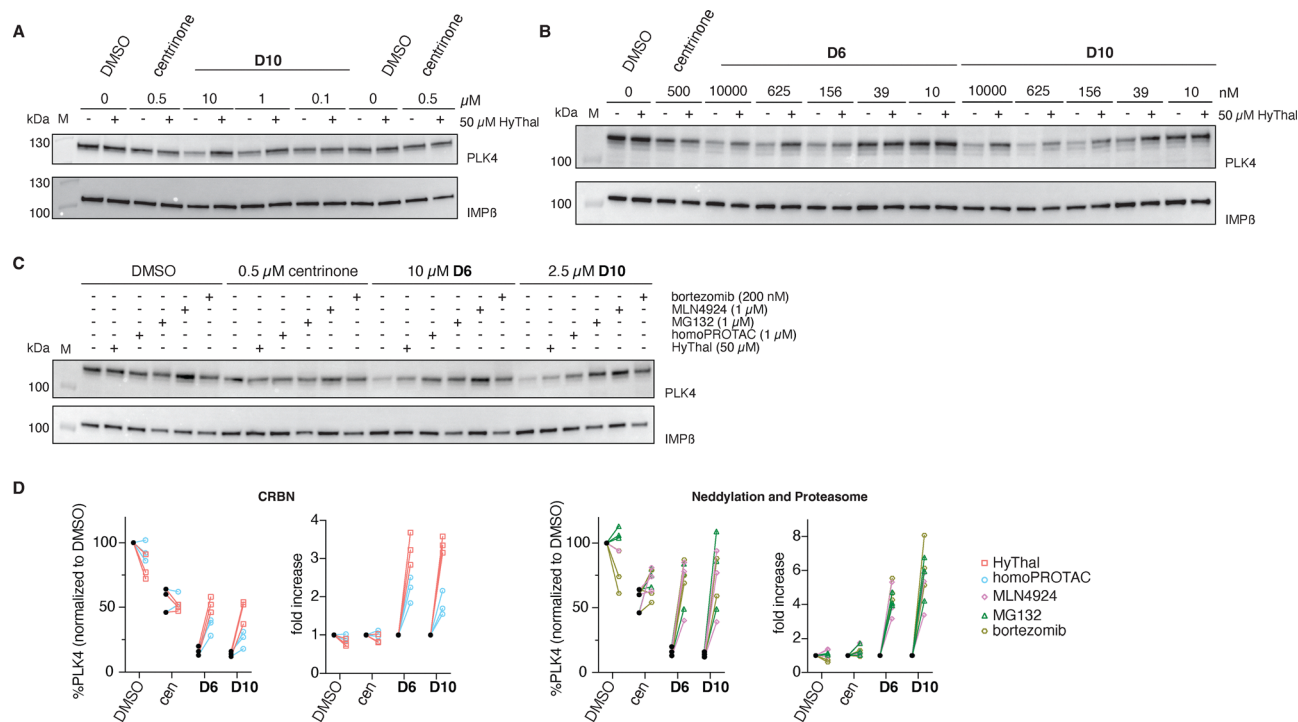 A
DMSO centrinone D10 DMSO centrinone
0 0.5 10 1 0.1 0 0.5 µM
kDa M - + - + - + - + - + - + - + 50 µM HyThal
130
PLK4
130
100
IMPß
B
DMSO centrinone D6 D10
0 500 10000 625 156 39 10 10000 625 156 39 10 nM
kDa M - + - + - + - + - + - + - + - + - + - + - + - + 50 µM HyThal
100
PLK4
100
IMPß
C
DMSO 0.5 µM centrinone 10 µM D6 2.5 µM D10
- - - - - + - - - - - + - - - - - + - - - - - + bortezomib (200 nM)
- - - - + - - - - - + - - - - - + - - - - - + - MLN4924 (1 µM)
- - - + - - - - - + - - - - - + - - - - - + - - MG132 (1 µM)
- - + - - - - - + - - - - - + - - - - - + - - - homoPROTAC (1 µM)
kDa M - + - - - - - + - - - - - + - - - - - + - - - - HyThal (50 µM)
100
PLK4
100
IMPß
D
CRBN
%PLK4 (normalized to DMSO)
100
50
0
DMSO cen D6 D10
fold increase
4
3
2
1
0
DMSO cen D6 D10
Neddylation and Proteasome
%PLK4 (normalized to DMSO)
100
50
0
DMSO cen D6 D10
fold increase
8
6
4
2
0
DMSO cen D6 D10
HyThal
homoPROTAC
MLN4924
MG132
bortezomib